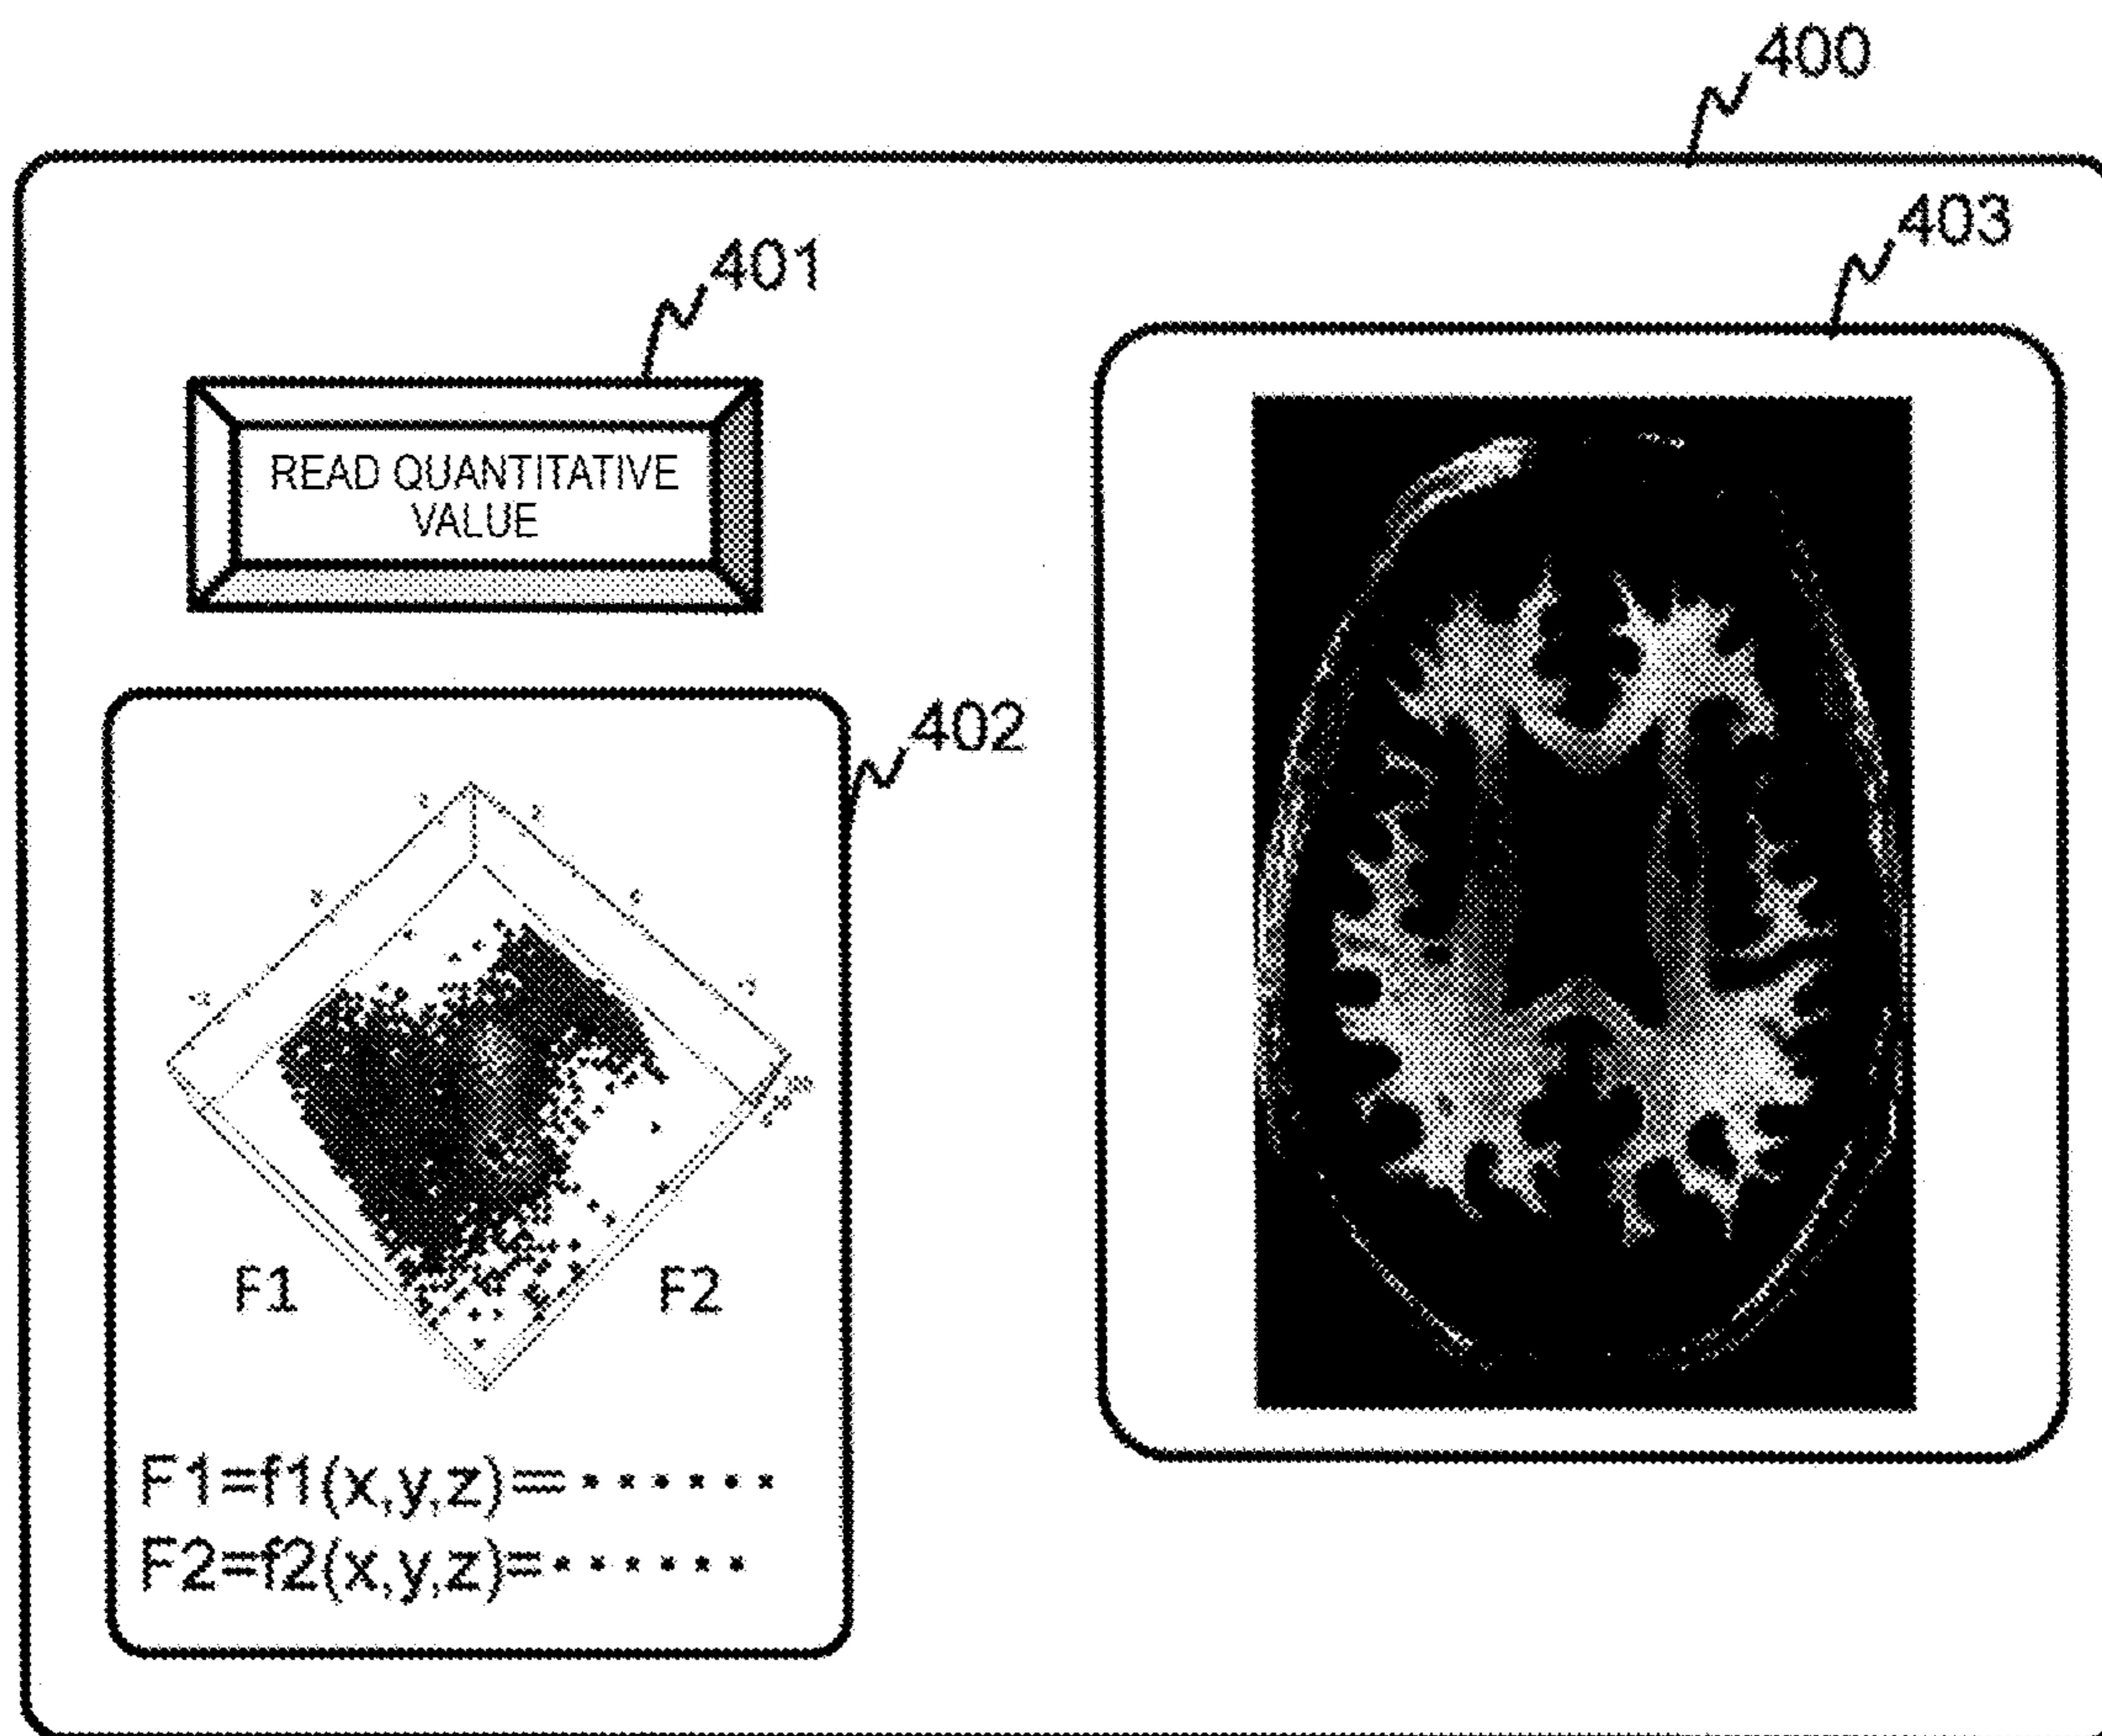 400
403
401
READ QUANTITATIVE
VALUE
402
F1
F2
F1=f1(x,y,z)=······
F2=f2(x,y,z)=······